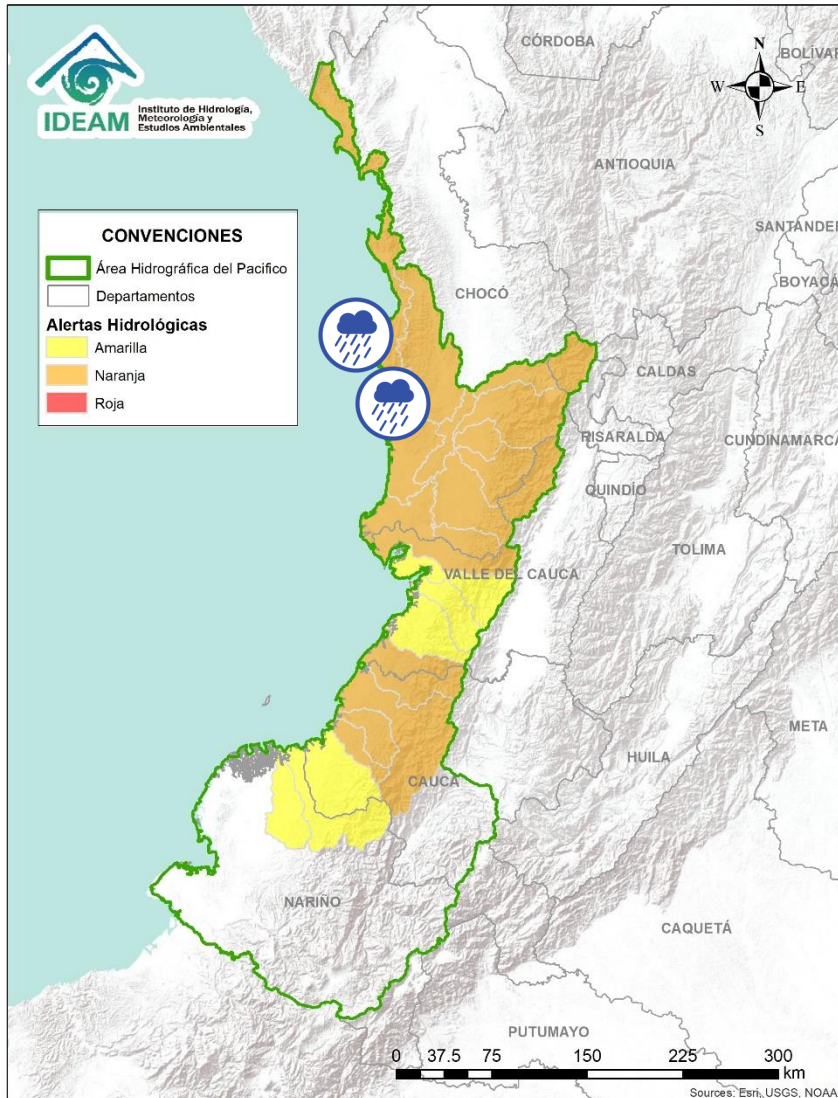 IDEAM
Instituto de Hidrología,
Meteorología y
Estudios Ambientales
CÓRDOBA
BOLÍVAR
N
W
E
S
ANTIOQUIA
SANTANDER
BOYACÁ
CONVENCIONES
Área Hidrográfica del Pacifico
Departamentos
Alertas Hidrológicas
Amarilla
Naranja
Roja
CHOCÓ
CALDAS
RISARALDA
CUNDINAMARCA
QUINDÍO
TOLIMA
VALLE DEL CAUCA
META
HUILA
CAUCA
NARIÑO
CAQUETÁ
PUTUMAYO
0 37.5 75 150 225 300
km
Sources: Esri, USGS, NOAA